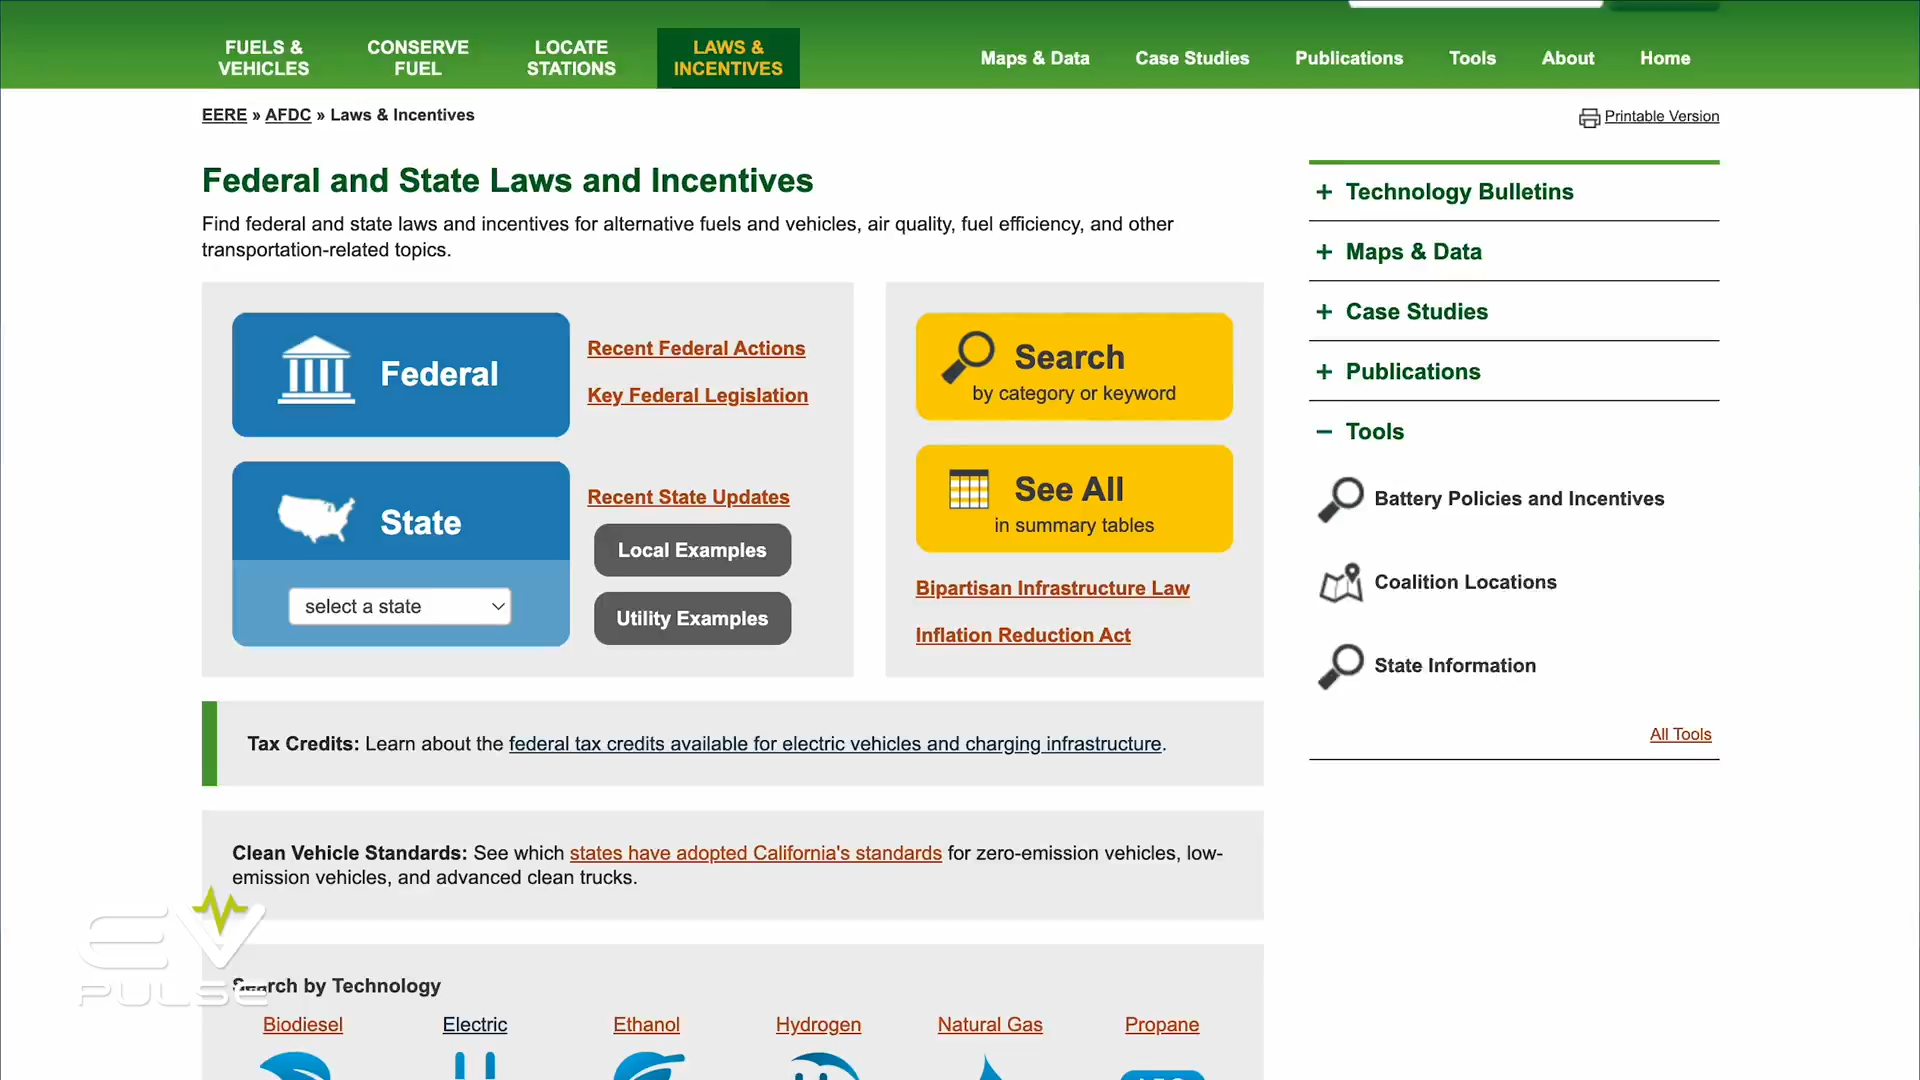 FUELS &
VEHICLES
CONSERVE
FUEL
LOCATE
STATIONS
LAWS &
INCENTIVES
Maps & Data
Case Studies
Publications
Tools
About
Home
EERE » AFDC » Laws & Incentives
Printable Version
Federal and State Laws and Incentives
Find federal and state laws and incentives for alternative fuels and vehicles, air quality, fuel efficiency, and other
transportation-related topics.
Federal
Recent Federal Actions
Key Federal Legislation
State
select a state
Recent State Updates
Local Examples
Utility Examples
Search
by category or keyword
See All
in summary tables
Bipartisan Infrastructure Law
Inflation Reduction Act
+ Technology Bulletins
+ Maps & Data
+ Case Studies
+ Publications
− Tools
Battery Policies and Incentives
Coalition Locations
State Information
All Tools
Tax Credits: Learn about the federal tax credits available for electric vehicles and charging infrastructure.
Clean Vehicle Standards: See which states have adopted California's standards for zero-emission vehicles, low-
emission vehicles, and advanced clean trucks.
Search by Technology
Biodiesel
Electric
Ethanol
Hydrogen
Natural Gas
Propane
EV
PULSE